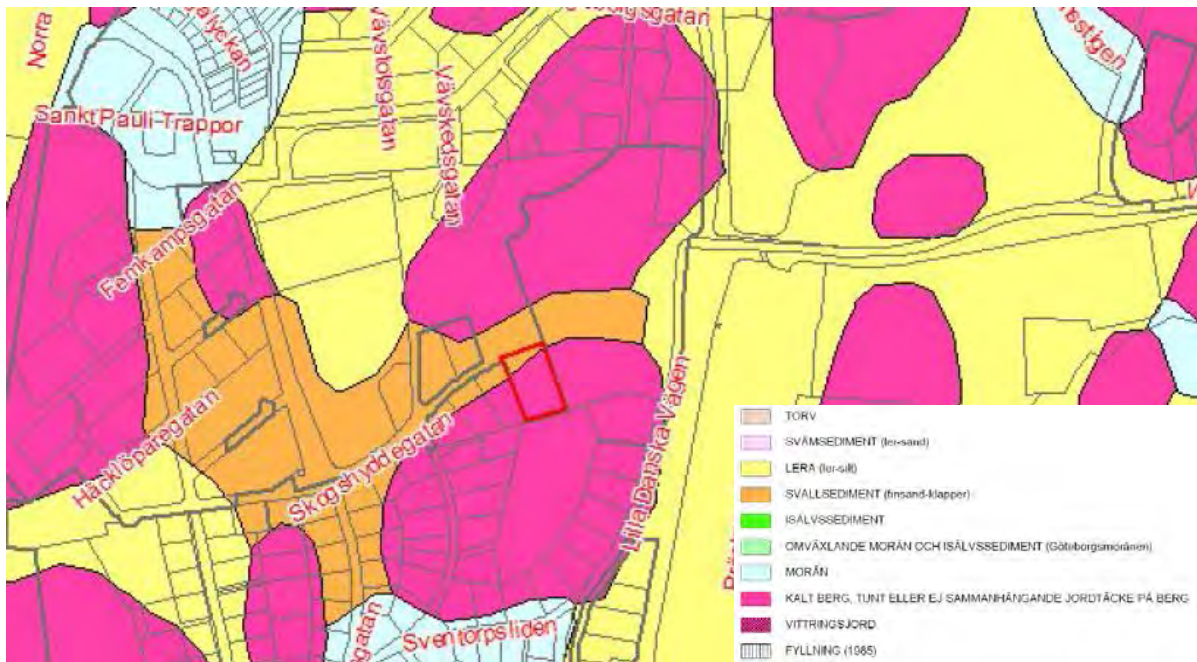 Norra
Vävstolsgatan
Vävskedsgatan
Sankt Pauli Trappor
Femkampsgatan
Häcklöparegatan
Skogshyddegatan
Lilla Danska Vägen
Sventorpsliden
egatan
TORV
SVÄMSEDIMENT (ler-sand)
LERA (ler-silt)
SVALLSEDIMENT (finsand-klapper)
ISÄLVSSEDIMENT
OMVÄXLANDE MORÄN OCH ISÄLVSSEDIMENT (Göteborgsmoränen)
MORÄN
KALT BERG, TUNT ELLER EJ SAMMANHÄNGANDE JORDTÄCKE PÅ BERG
VITTRINGSJORD
FYLLNING (1985)